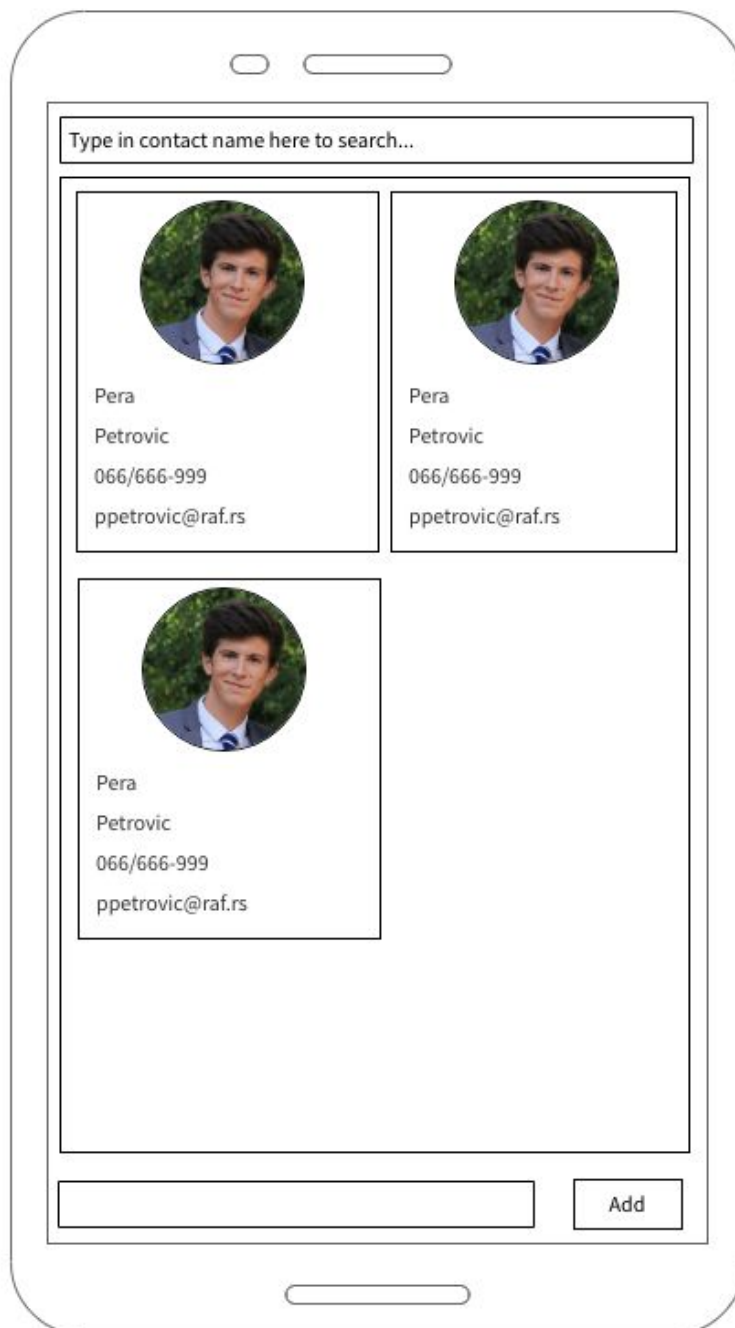 Type in contact name here to search...
Pera
Petrovic
066/666-999
ppetrovic@raf.rs
Pera
Petrovic
066/666-999
ppetrovic@raf.rs
Pera
Petrovic
066/666-999
ppetrovic@raf.rs
Add